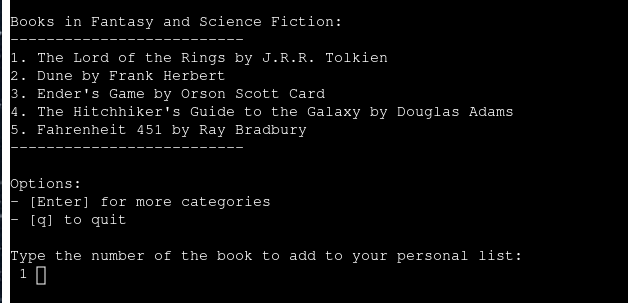 Books in Fantasy and Science Fiction:
--------------------------
1. The Lord of the Rings by J.R.R. Tolkien
2. Dune by Frank Herbert
3. Ender's Game by Orson Scott Card
4. The Hitchhiker's Guide to the Galaxy by Douglas Adams
5. Fahrenheit 451 by Ray Bradbury
--------------------------
Options:
- [Enter] for more categories
- [q] to quit
Type the number of the book to add to your personal list:
1